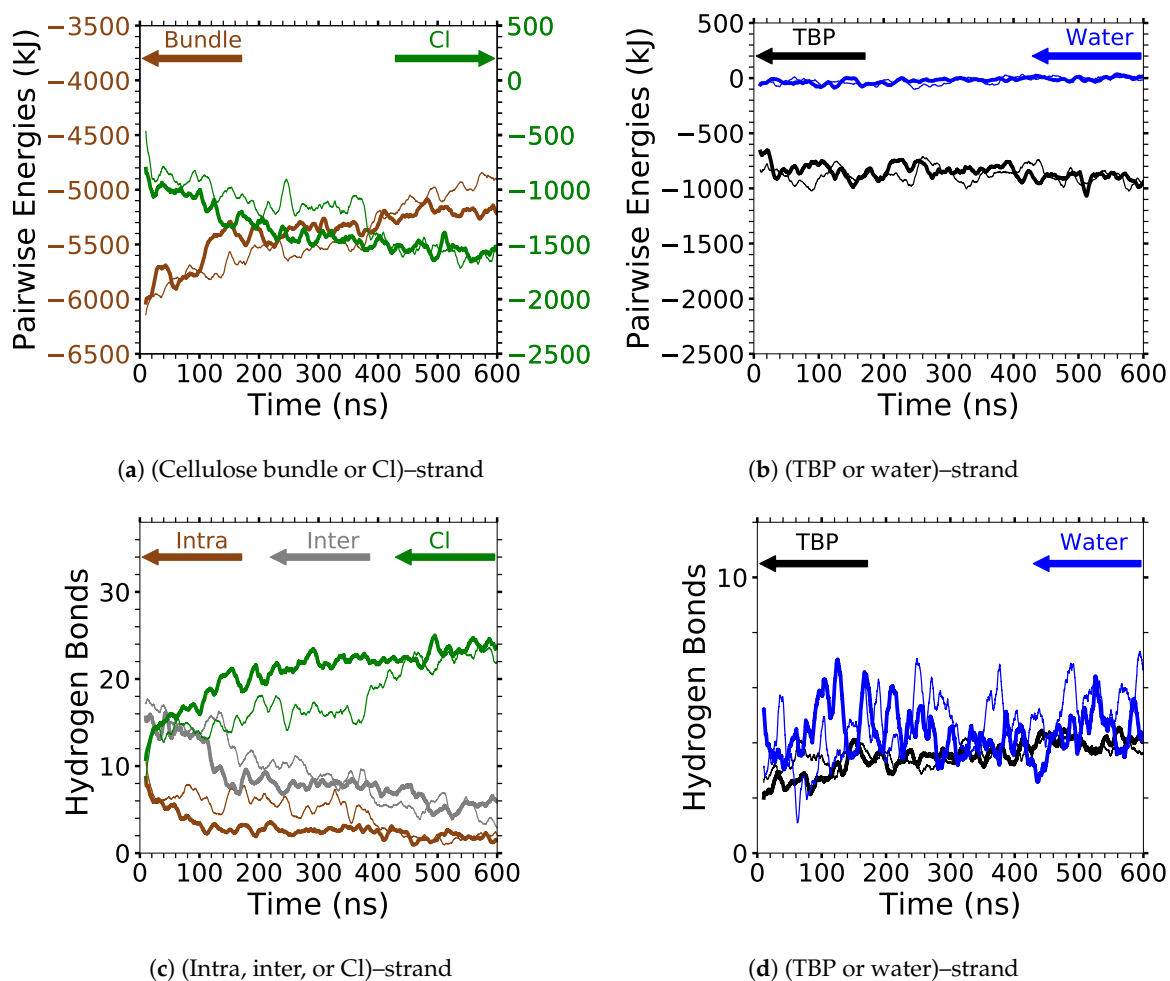 Pairwise Energies (kJ)
−3500
−4000
−4500
−5000
−5500
−6000
−6500
Bundle
Cl
500
0
−500
−1000
−1500
−2000
−2500
0 100 200 300 400 500 600
Time (ns)
(a) (Cellulose bundle or Cl)–strand
Pairwise Energies (kJ)
500
0
−500
−1000
−1500
−2000
−2500
TBP
Water
0 100 200 300 400 500 600
Time (ns)
(b) (TBP or water)–strand
Hydrogen Bonds
30
20
10
0
Intra
Inter
Cl
0 100 200 300 400 500 600
Time (ns)
(c) (Intra, inter, or Cl)–strand
Hydrogen Bonds
10
0
TBP
Water
0 100 200 300 400 500 600
Time (ns)
(d) (TBP or water)–strand